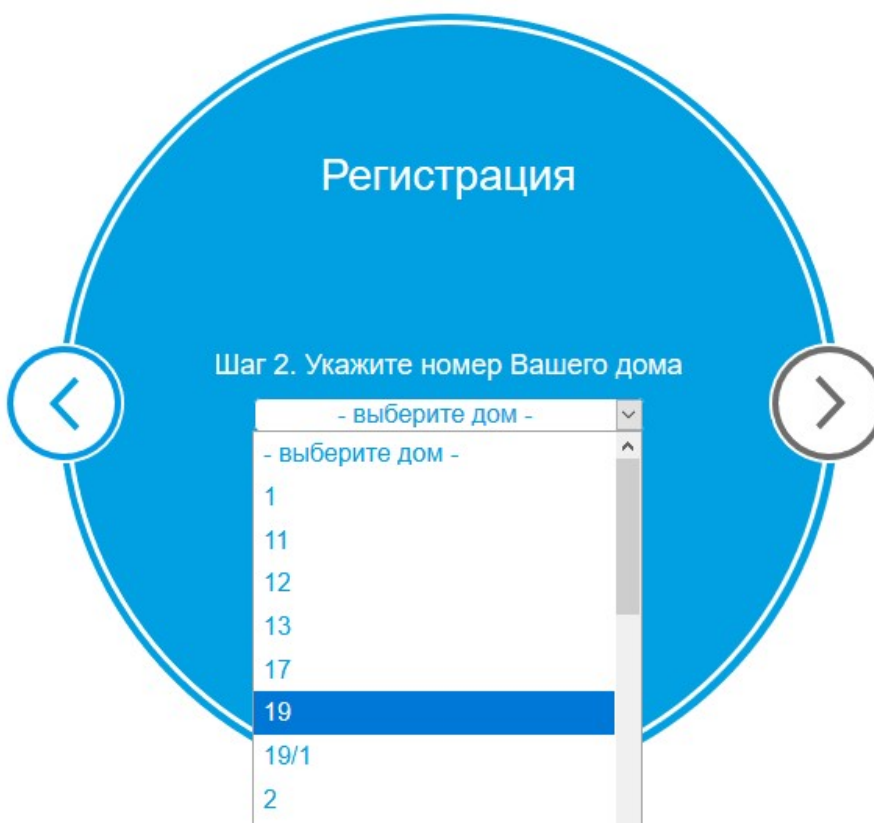 Регистрация
Шаг 2. Укажите номер Вашего дома
- выберите дом -
- выберите дом -
1
11
12
13
17
19
19/1
2